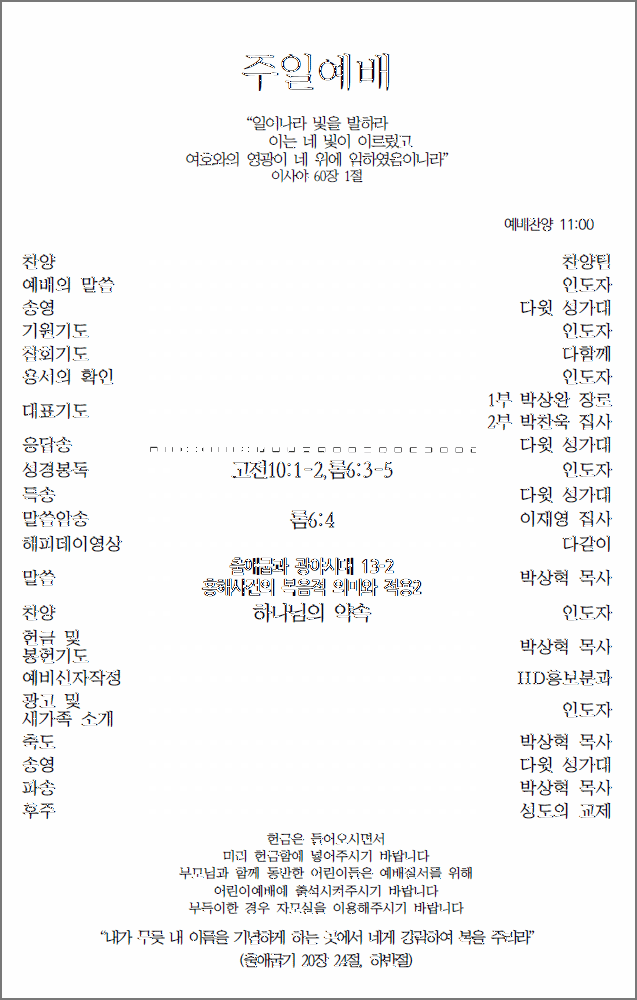 주일예배
“일어나라 빛을 발하라
이는 네 빛이 이르렀고
여호와의 영광이 네 위에 임하였음이니라”
이사야 60장 1절
예배찬양 11:00
찬양 찬양팀
예배의 말씀 인도자
송영 다윗 성가대
기원기도 인도자
참회기도 다함께
용서의 확인 인도자
대표기도 1부 박상완 장로
2부 박찬욱 집사
응답송 다윗 성가대
성경봉독 고전10:1-2,롬6:3-5 인도자
특송 다윗 성가대
말씀암송 롬6:4 이재영 집사
해피데이영상 다같이
말씀 출애굽과 광야시대 13-2 박상혁 목사
홍해사건의 복음적 의미와 적용2
찬양 하나님의 약속 인도자
헌금 및
봉헌기도 박상혁 목사
예비신자작정 HD홍보분과
광고 및
새가족 소개 인도자
축도 박상혁 목사
송영 다윗 성가대
파송 박상혁 목사
후주 성도의 교제
헌금은 들어오시면서
미리 헌금함에 넣어주시기 바랍니다
부모님과 함께 동반한 어린이들은 예배질서를 위해
어린이예배에 출석시켜주시기 바랍니다
부득이한 경우 자모실을 이용해주시기 바랍니다
“내가 무릇 내 이름을 기념하게 하는 곳에서 네게 강림하여 복을 주리라”
(출애굽기 20장 24절, 하반절)